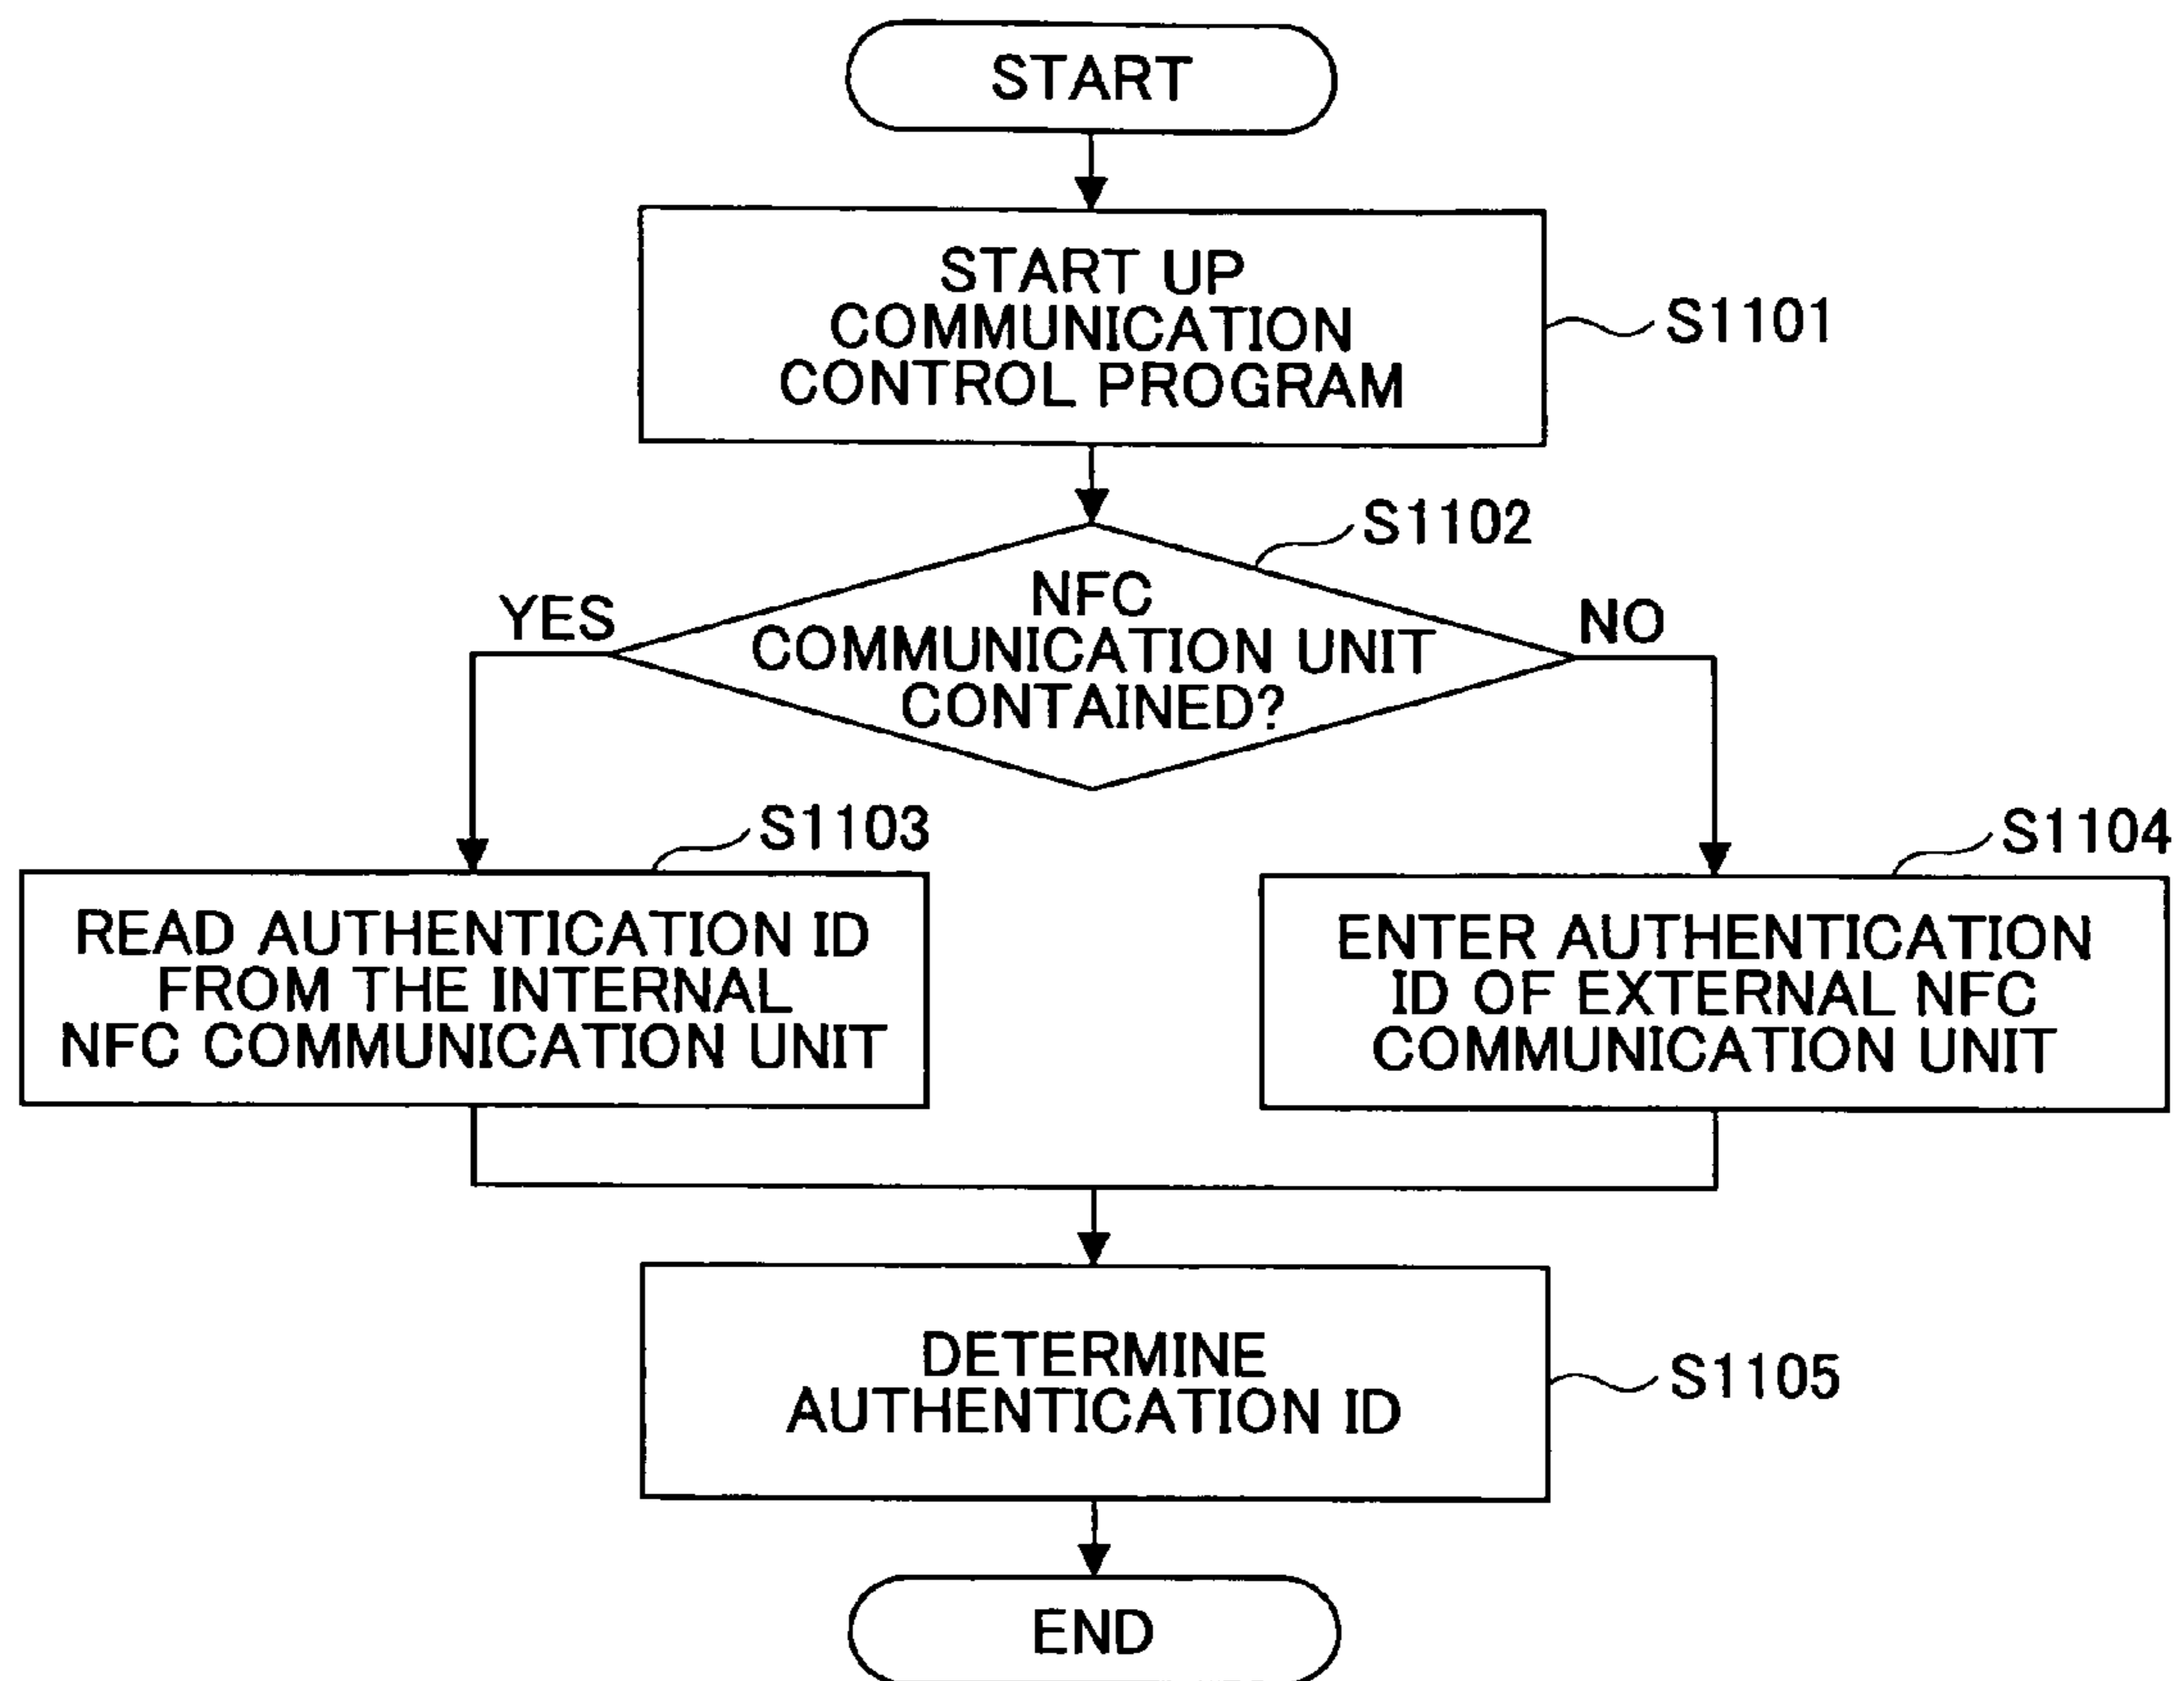 START
START UP
COMMUNICATION
CONTROL PROGRAM
S1101
S1102
NFC
COMMUNICATION UNIT
CONTAINED?
YES
NO
S1103
READ AUTHENTICATION ID
FROM THE INTERNAL
NFC COMMUNICATION UNIT
S1104
ENTER AUTHENTICATION
ID OF EXTERNAL NFC
COMMUNICATION UNIT
DETERMINE
AUTHENTICATION ID
S1105
END